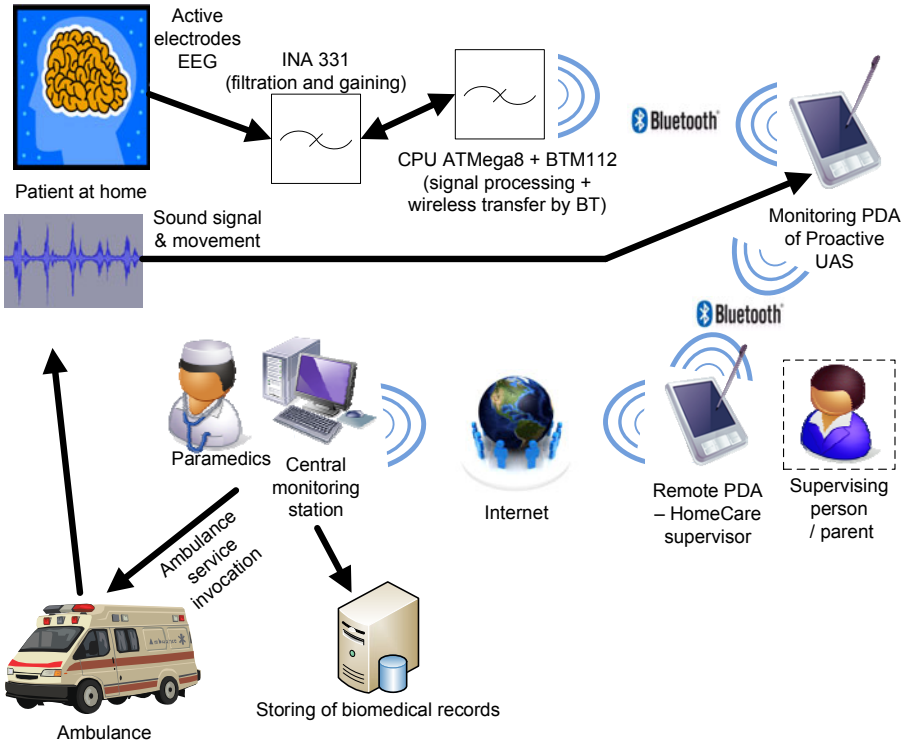 Active
electrodes
EEG
INA 331
(filtration and gaining)
Bluetooth
CPU ATMega8 + BTM112
(signal processing +
wireless transfer by BT)
Patient at home
Sound signal
& movement
Monitoring PDA
of Proactive
UAS
Bluetooth
Paramedics
Central
monitoring
station
Internet
Remote PDA
– HomeCare
supervisor
Supervising
person
/ parent
Ambulance
service
invocation
Storing of biomedical records
Ambulance